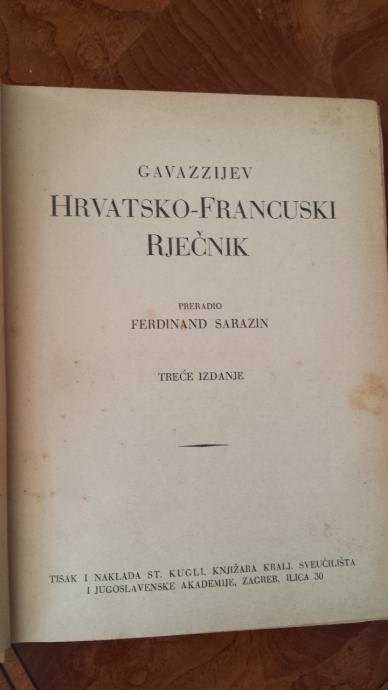 GAVAZZIJEV
HRVATSKO-FRANCUSKI
RJEČNIK
PRERADIO
FERDINAND SARAZIN
TREĆE IZDANJE
TISAK I NAKLADA ST. KUGLI, KNJIŽARA KRALJ. SVEUČILIŠTA
I JUGOSLAVENSKE AKADEMIJE, ZAGREB, ILICA 30